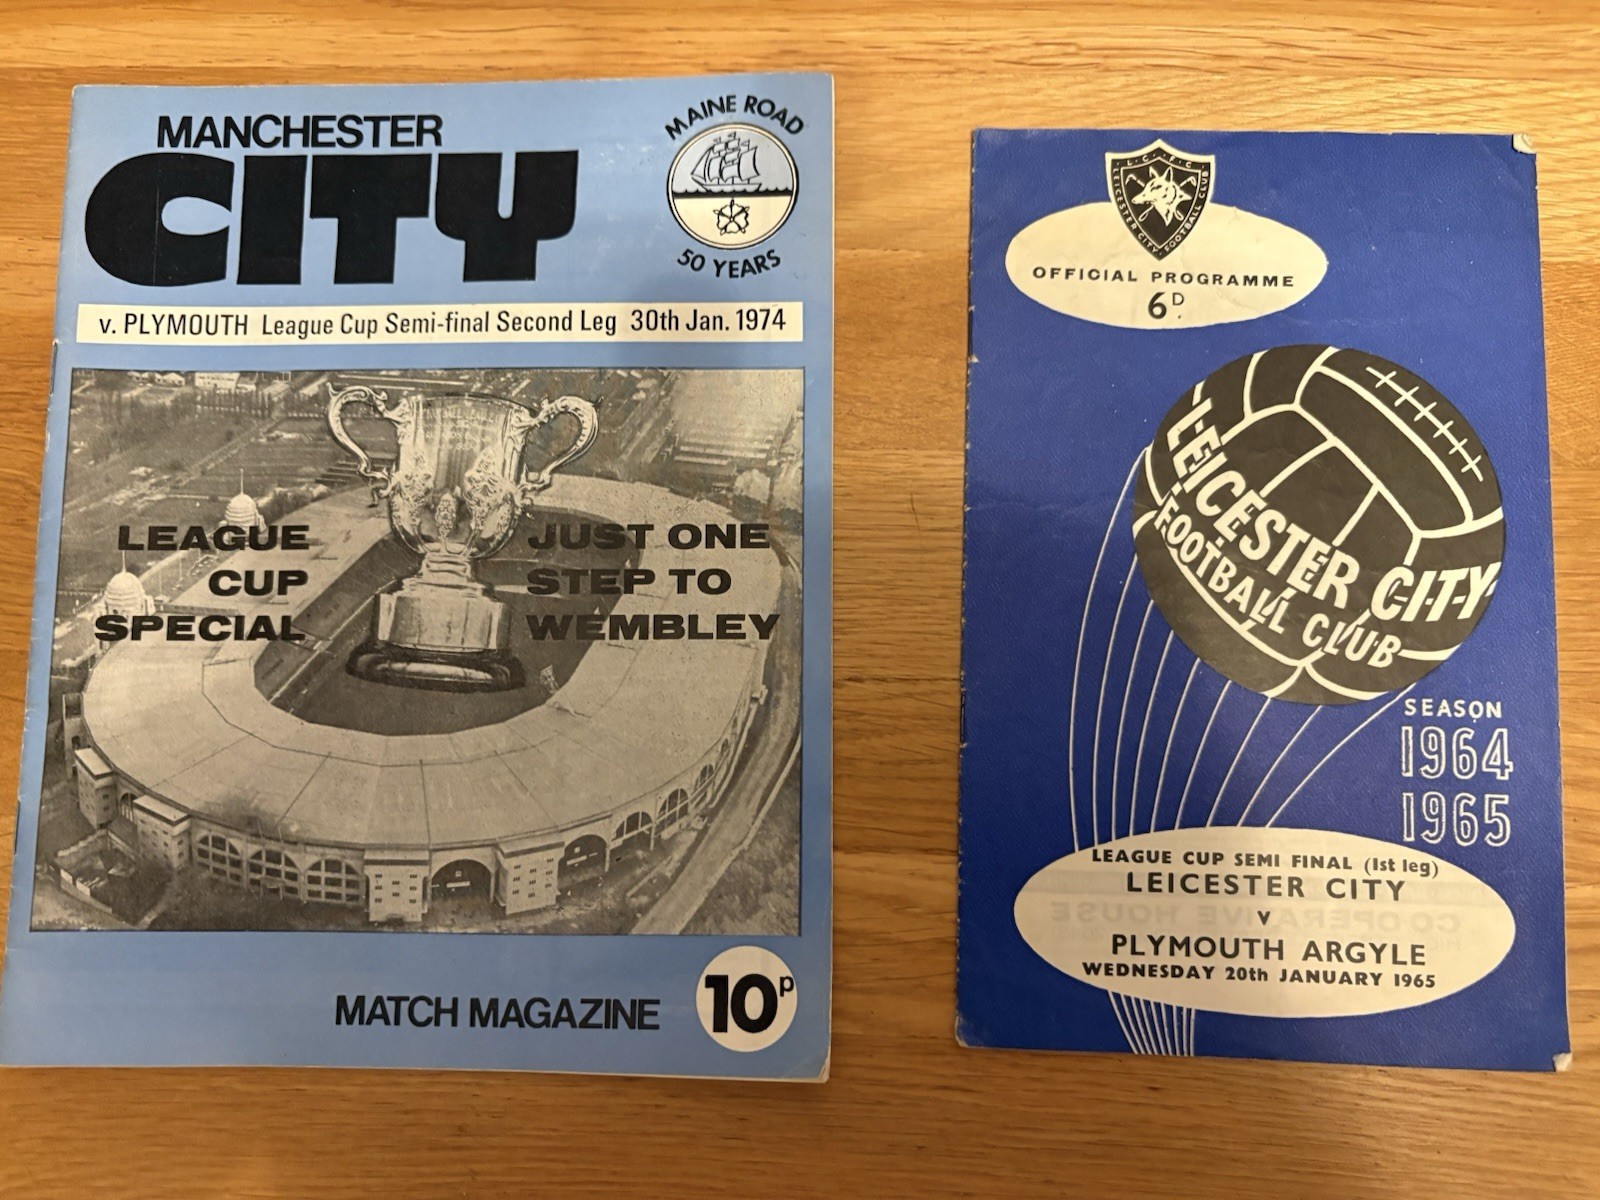 MANCHESTER
CITY
MAINE ROAD
50 YEARS
v. PLYMOUTH League Cup Semi-final Second Leg 30th Jan. 1974
LEAGUE
CUP
SPECIAL
JUST ONE
STEP TO
WEMBLEY
MATCH MAGAZINE
10p
L.C.F.C.
LEICESTER CITY FOOTBALL CLUB
OFFICIAL PROGRAMME
6D.
LEICESTER CITY
FOOTBALL CLUB
SEASON
1964
1965
LEAGUE CUP SEMI FINAL (1st leg)
LEICESTER CITY
v
PLYMOUTH ARGYLE
WEDNESDAY 20th JANUARY 1965